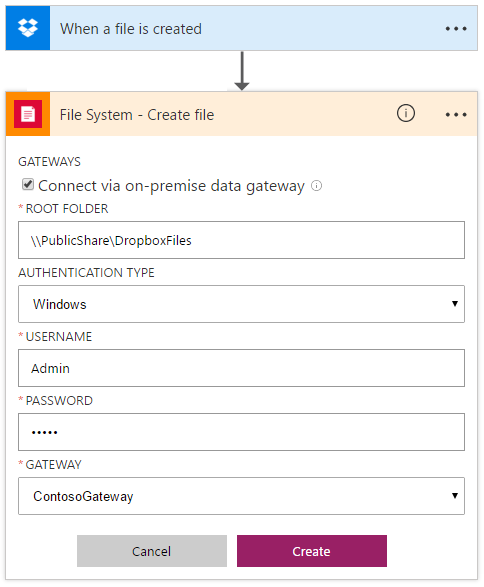 When a file is created
File System - Create file
GATEWAYS
Connect via on-premise data gateway
*ROOT FOLDER
\\PublicShare\DropboxFiles
AUTHENTICATION TYPE
Windows
*USERNAME
Admin
*PASSWORD
•••••
*GATEWAY
ContosoGateway
Cancel
Create